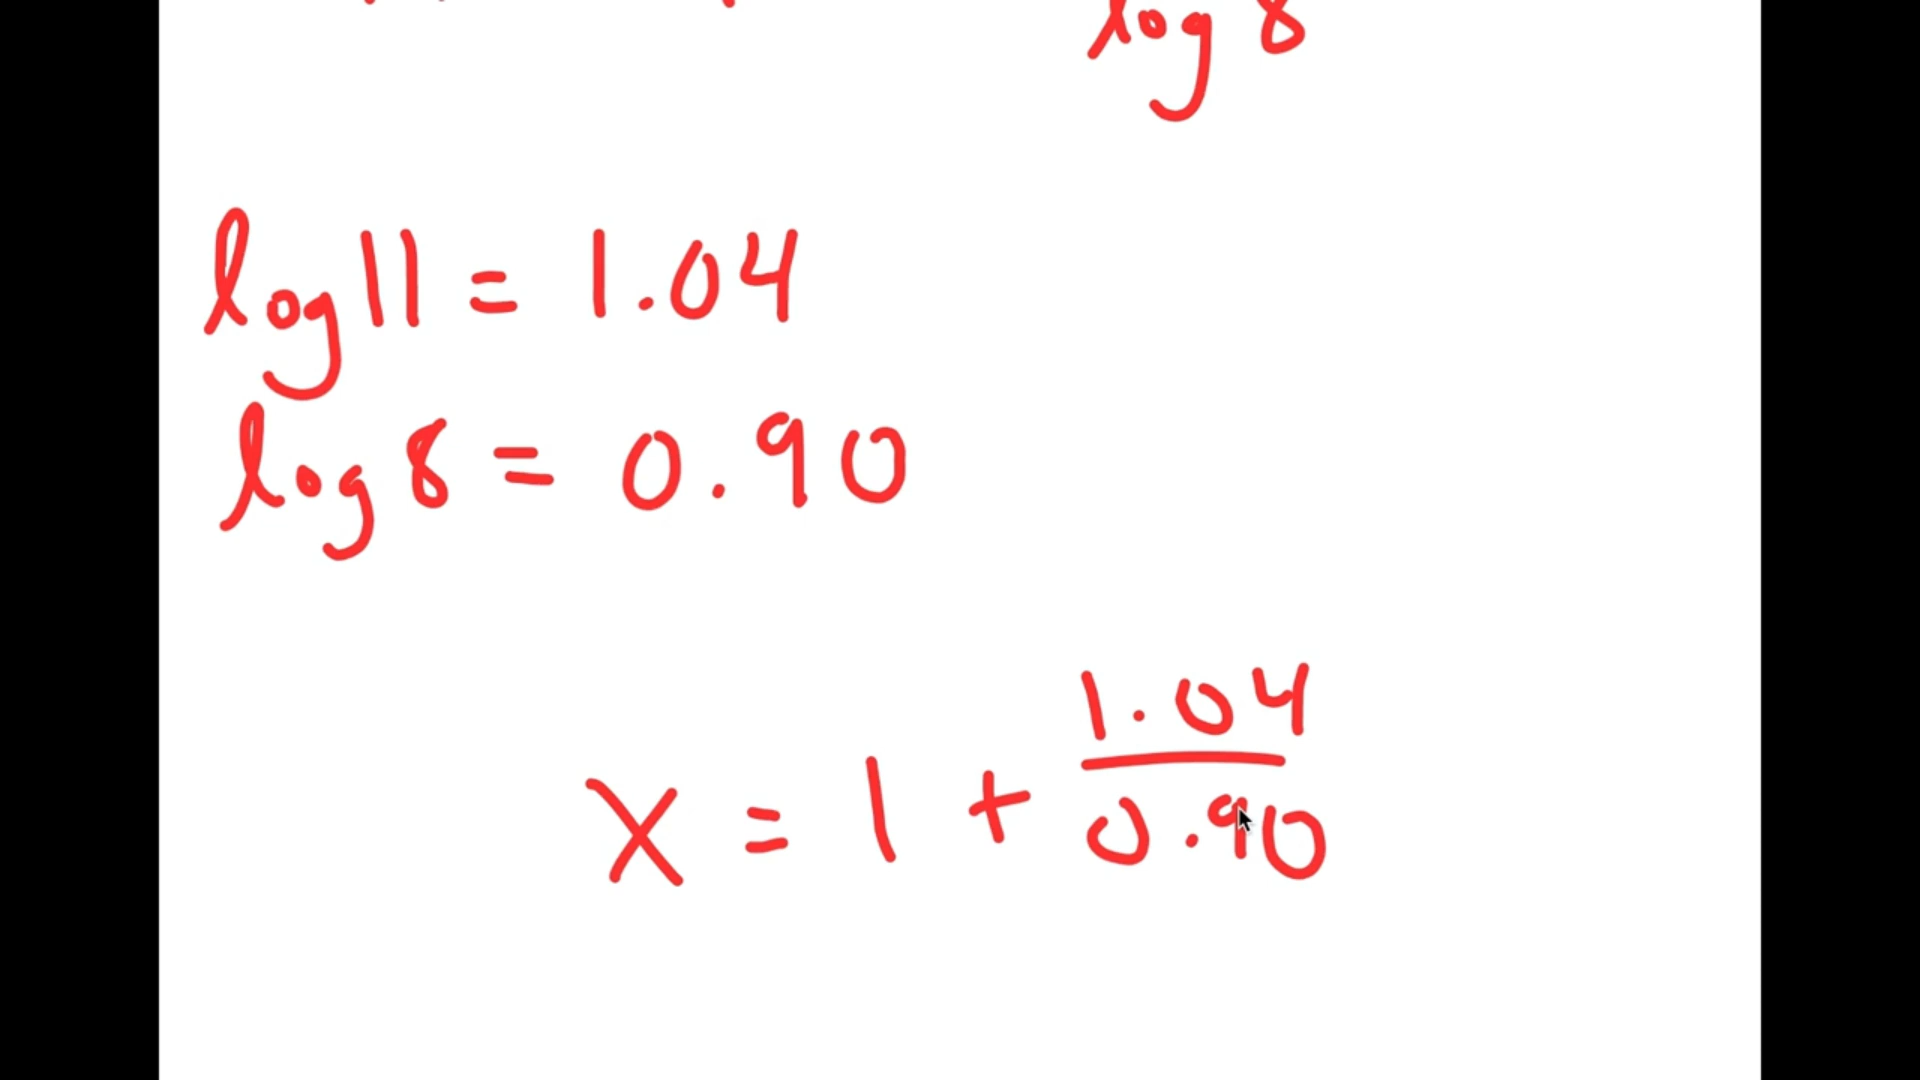 log 8
log 11 = 1.04
log 8 = 0.90
x = 1 + 1.04/0.90